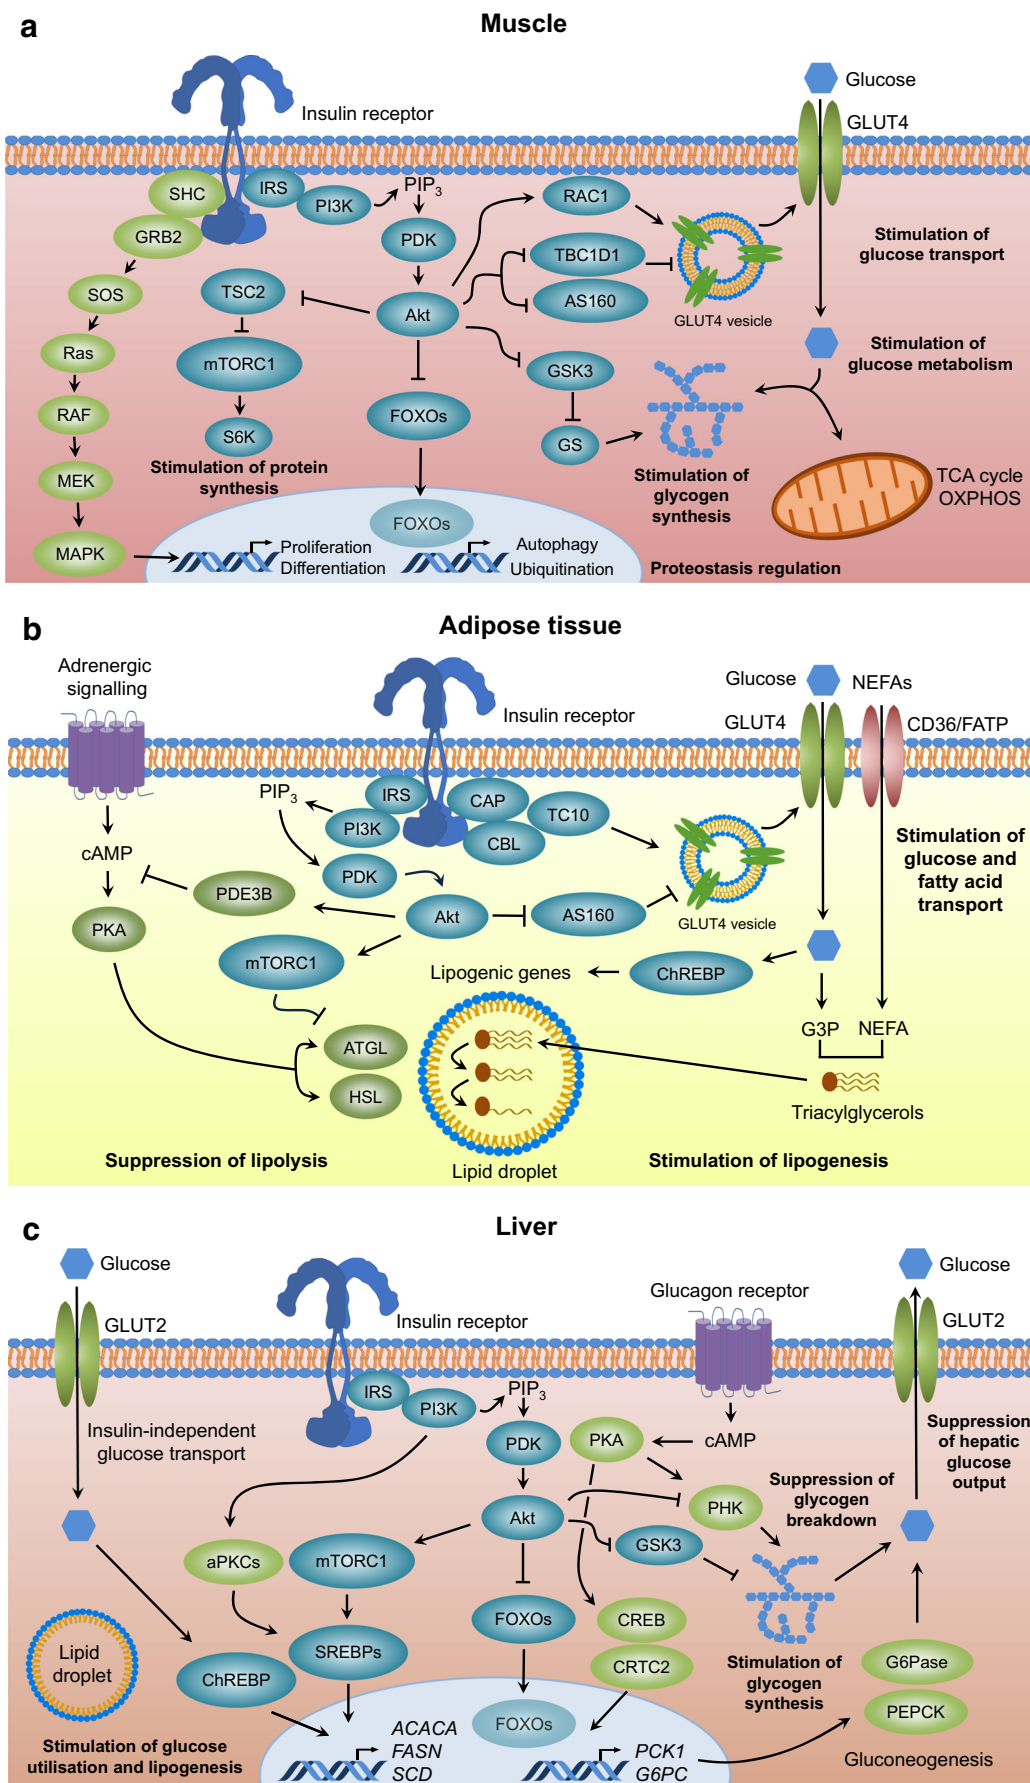 a
Muscle
Glucose
Insulin receptor
GLUT4
SHC
IRS
PI3K
PIP3
RAC1
GRB2
PDK
TBC1D1
Stimulation of
glucose transport
SOS
TSC2
Akt
AS160
GLUT4 vesicle
Ras
mTORC1
GSK3
Stimulation of
glucose metabolism
RAF
FOXOs
S6K
GS
Stimulation of protein
synthesis
MEK
Stimulation of
glycogen
synthesis
TCA cycle
OXPHOS
FOXOs
MAPK
Proliferation
Differentiation
Autophagy
Ubiquitination
Proteostasis regulation
b
Adipose tissue
Adrenergic
signalling
Glucose
NEFAs
Insulin receptor
GLUT4
CD36/FATP
PIP3
IRS
CAP
TC10
PI3K
CBL
cAMP
PDK
Stimulation of
glucose and
fatty acid
transport
PDE3B
Akt
AS160
GLUT4 vesicle
PKA
mTORC1
Lipogenic genes
ChREBP
G3P
NEFA
ATGL
HSL
Triacylglycerols
Suppression of lipolysis
Lipid droplet
Stimulation of lipogenesis
c
Liver
Glucose
Glucagon receptor
Glucose
GLUT2
Insulin receptor
GLUT2
IRS
PI3K
PIP3
Insulin-independent
glucose transport
PDK
PKA
cAMP
Suppression
of hepatic
glucose
output
Suppression of
glycogen
breakdown
Akt
PHK
GSK3
aPKCs
mTORC1
FOXOs
CREB
Lipid
droplet
SREBPs
CRTC2
ChREBP
Stimulation of
glycogen
synthesis
G6Pase
PEPCK
FOXOs
Stimulation of glucose
utilisation and lipogenesis
ACACA
FASN
SCD
PCK1
G6PC
Gluconeogenesis